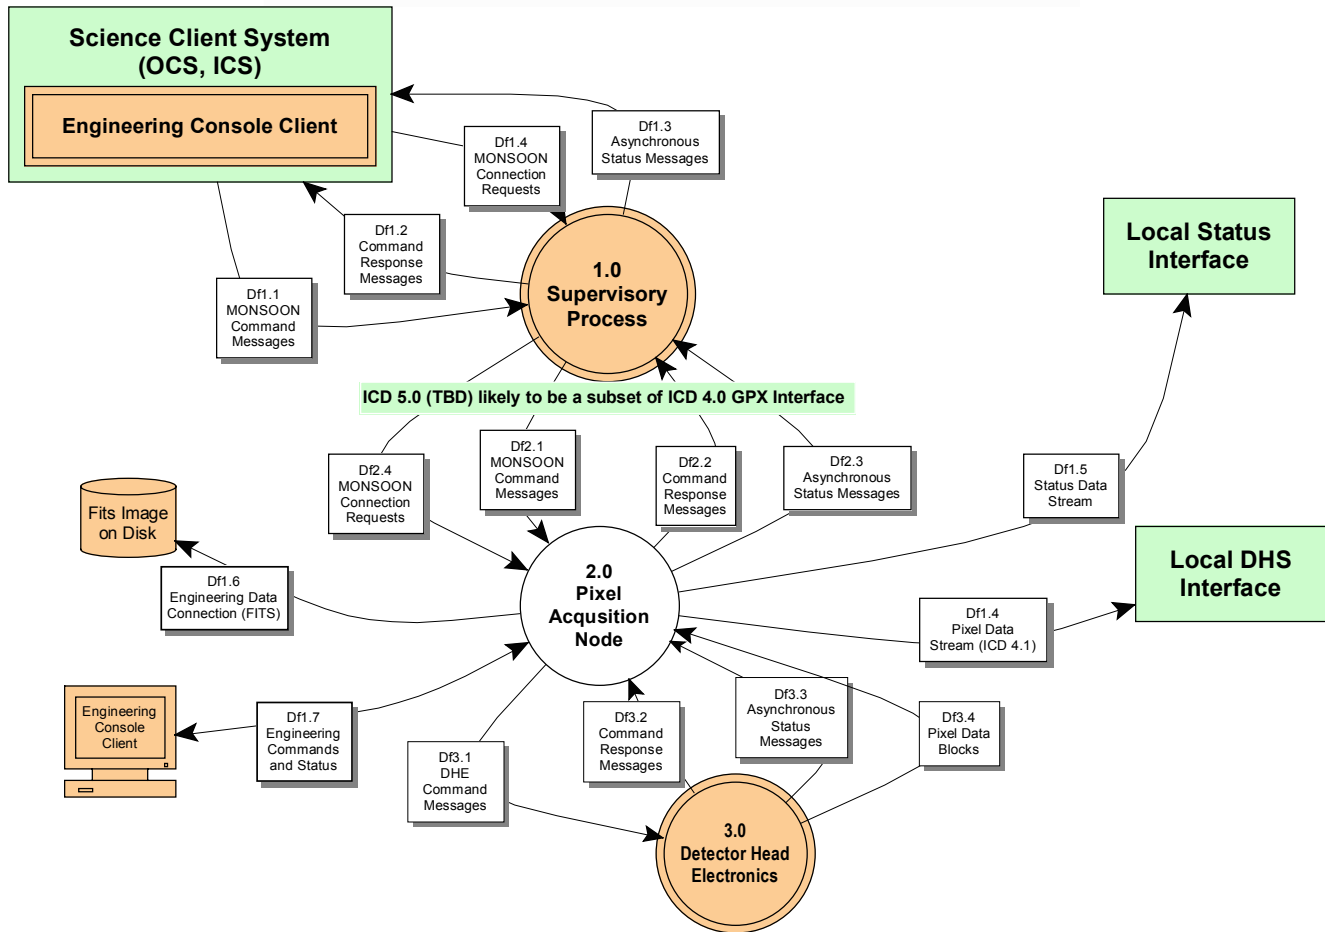 Science Client System
(OCS, ICS)
Engineering Console Client
Df1.3
Asynchronous
Status Messages
Df1.4
MONSOON
Connection
Requests
Df1.2
Command
Response
Messages
Df1.1
MONSOON
Command
Messages
1.0
Supervisory
Process
Local Status
Interface
ICD 5.0 (TBD) likely to be a subset of ICD 4.0 GPX Interface
Df2.4
MONSOON
Connection
Requests
Df2.1
MONSOON
Command
Messages
Df2.2
Command
Response
Messages
Df2.3
Asynchronous
Status Messages
Df1.5
Status Data
Stream
Fits Image
on Disk
Df1.6
Engineering Data
Connection (FITS)
2.0
Pixel
Acqusition
Node
Local DHS
Interface
Df1.4
Pixel Data
Stream (ICD 4.1)
Engineering
Console
Client
Df1.7
Engineering
Commands
and Status
Df3.1
DHE
Command
Messages
Df3.2
Command
Response
Messages
Df3.3
Asynchronous
Status
Messages
Df3.4
Pixel Data
Blocks
3.0
Detector Head
Electronics